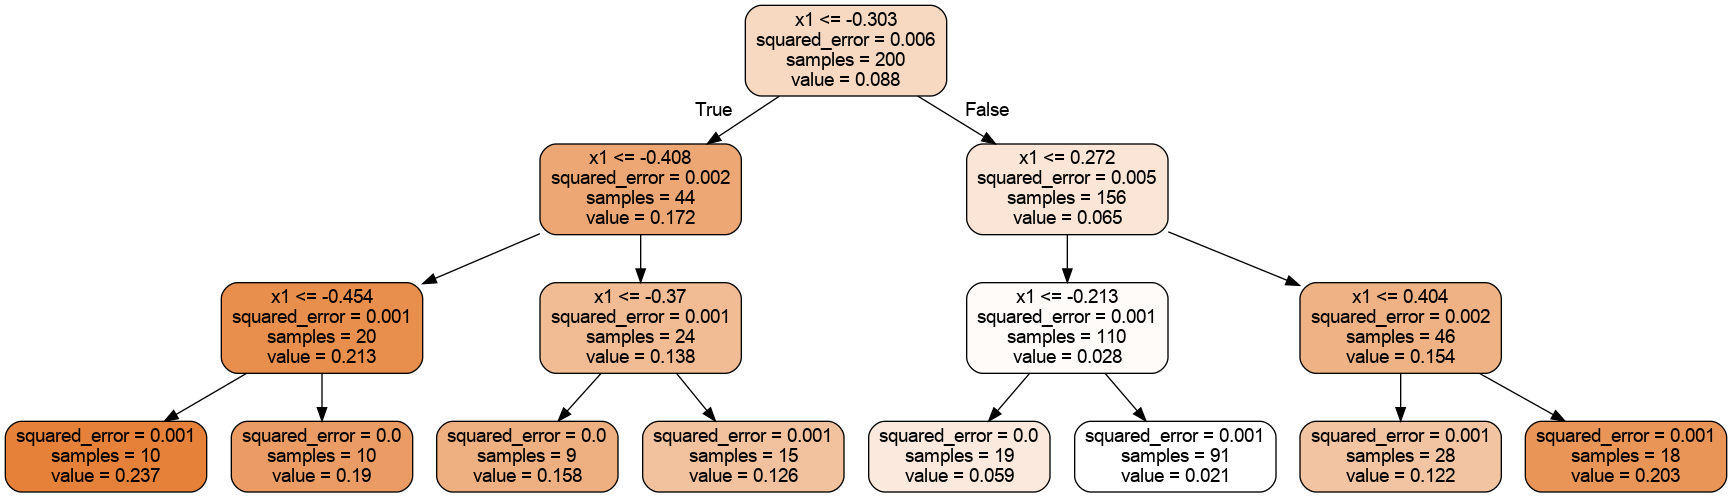 x1 <= -0.303
squared_error = 0.006
samples = 200
value = 0.088
True
False
x1 <= -0.408
squared_error = 0.002
samples = 44
value = 0.172
x1 <= 0.272
squared_error = 0.005
samples = 156
value = 0.065
x1 <= -0.454
squared_error = 0.001
samples = 20
value = 0.213
x1 <= -0.37
squared_error = 0.001
samples = 24
value = 0.138
x1 <= -0.213
squared_error = 0.001
samples = 110
value = 0.028
x1 <= 0.404
squared_error = 0.002
samples = 46
value = 0.154
squared_error = 0.001
samples = 10
value = 0.237
squared_error = 0.0
samples = 10
value = 0.19
squared_error = 0.0
samples = 9
value = 0.158
squared_error = 0.001
samples = 15
value = 0.126
squared_error = 0.0
samples = 19
value = 0.059
squared_error = 0.001
samples = 91
value = 0.021
squared_error = 0.001
samples = 28
value = 0.122
squared_error = 0.001
samples = 18
value = 0.203